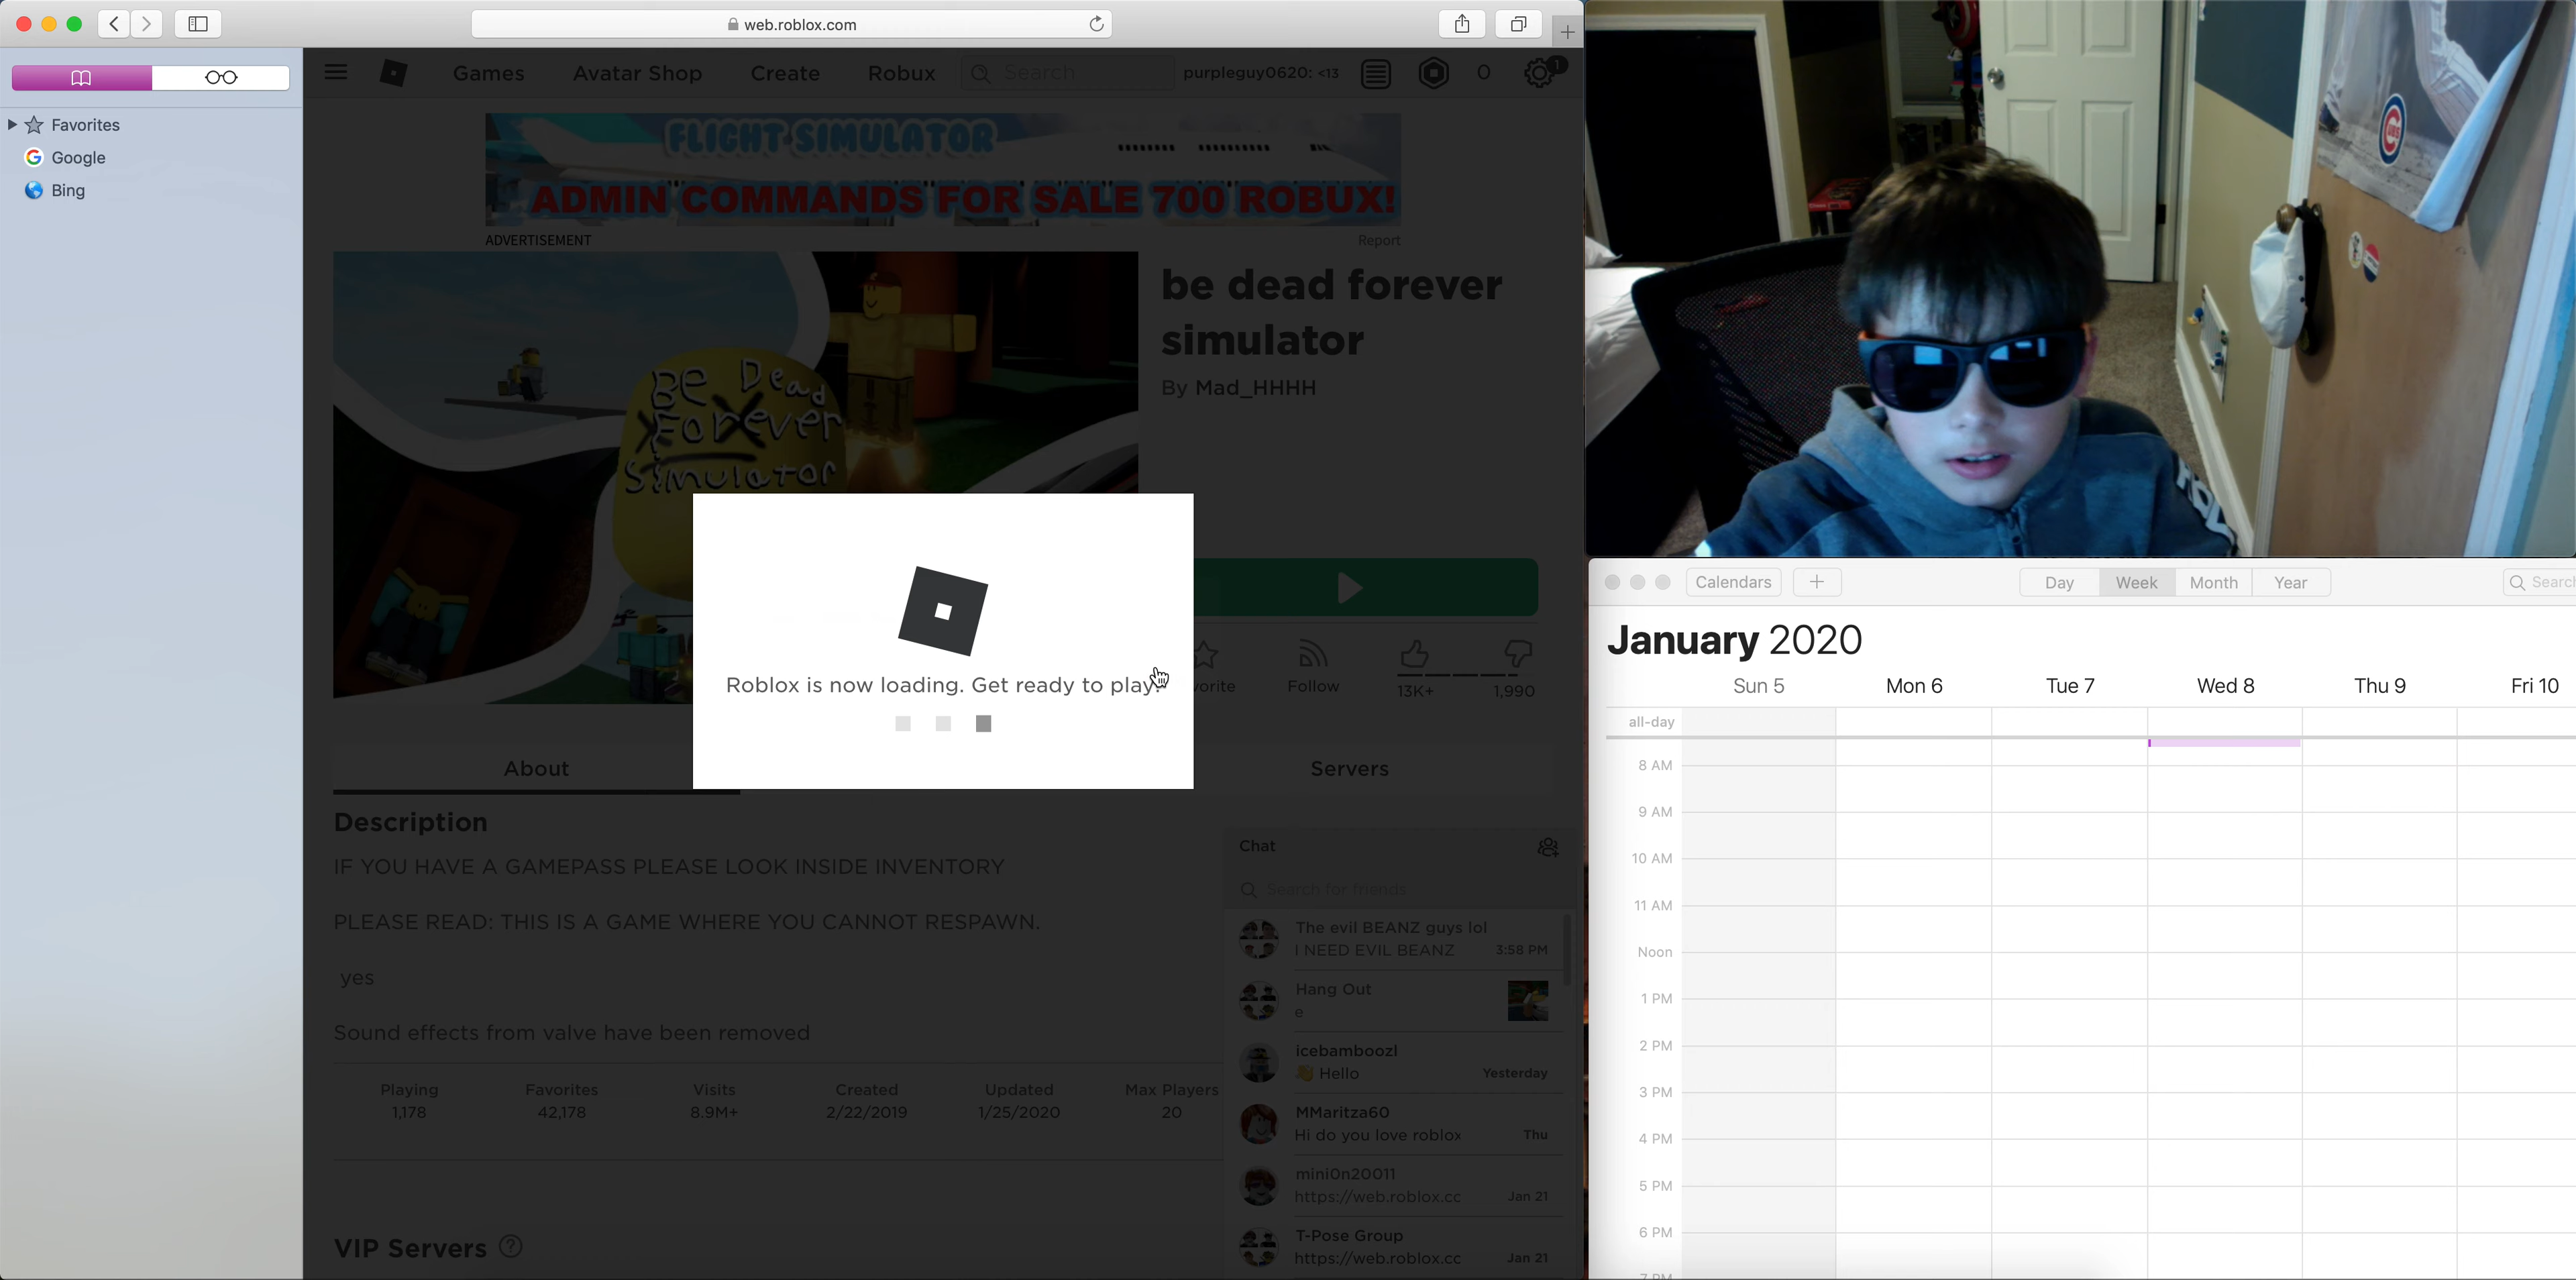 web.roblox.com
Favorites
Google
Bing
Games
Avatar Shop
Create
Robux
Search
purpleguy0620: <13
0
1
FLIGHT SIMULATOR
ADMIN COMMANDS FOR SALE 700 ROBUX!
ADVERTISEMENT
Report
Be Dead
Forever
Simulator
be dead forever
simulator
By Mad_HHHH
Roblox is now loading. Get ready to play!
vorite
Follow
13K+
1,990
About
Servers
Description
IF YOU HAVE A GAMEPASS PLEASE LOOK INSIDE INVENTORY
PLEASE READ: THIS IS A GAME WHERE YOU CANNOT RESPAWN.
yes
Sound effects from valve have been removed
Playing
Favorites
Visits
Created
Updated
Max Players
1,178
42,178
8.9M+
2/22/2019
1/25/2020
20
VIP Servers ?
Chat
Search for friends
The evil BEANZ guys lol
I NEED EVIL BEANZ
3:58 PM
Hang Out
e
icebamboozl
👋 Hello
Yesterday
MMaritza60
Hi do you love roblox
Thu
mini0n20011
https://web.roblox.cc
Jan 21
T-Pose Group
https://web.roblox.cc
Jan 21
CUBS
Calendars
Day
Week
Month
Year
Searc
January 2020
Sun 5
Mon 6
Tue 7
Wed 8
Thu 9
Fri 10
all-day
8 AM
9 AM
10 AM
11 AM
Noon
1 PM
2 PM
3 PM
4 PM
5 PM
6 PM
7 PM